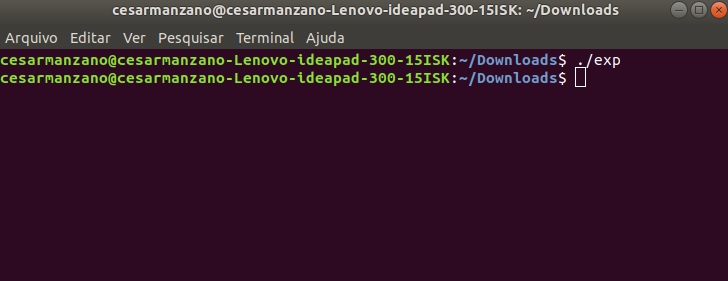 cesarmanzano@cesarmanzano-Lenovo-ideapad-300-15ISK: ~/Downloads
Arquivo Editar Ver Pesquisar Terminal Ajuda
cesarmanzano@cesarmanzano-Lenovo-ideapad-300-15ISK:~/Downloads$ ./exp
cesarmanzano@cesarmanzano-Lenovo-ideapad-300-15ISK:~/Downloads$